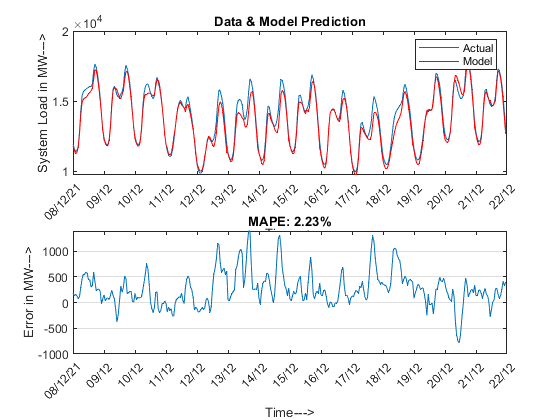 Data & Model Prediction
×10⁴
2
1.5
1
System Load in MW--->
Actual
Model
08/12/21 09/12 10/12 11/12 12/12 13/12 14/12 15/12 16/12 17/12 18/12 19/12 20/12 21/12 22/12
MAPE: 2.23%
1000
500
0
-500
-1000
Error in MW--->
08/12/21 09/12 10/12 11/12 12/12 13/12 14/12 15/12 16/12 17/12 18/12 19/12 20/12 21/12 22/12
Time--->